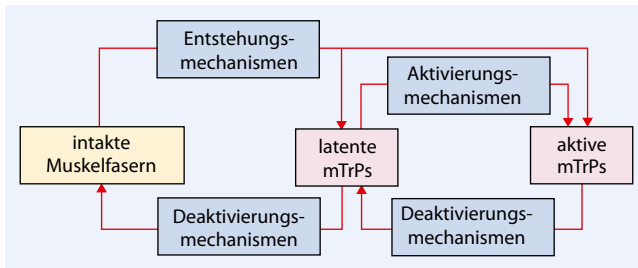 Entstehungs-
mechanismen
Aktivierungs-
mechanismen
intakte
Muskelfasern
latente
mTrPs
aktive
mTrPs
Deaktivierungs-
mechanismen
Deaktivierungs-
mechanismen